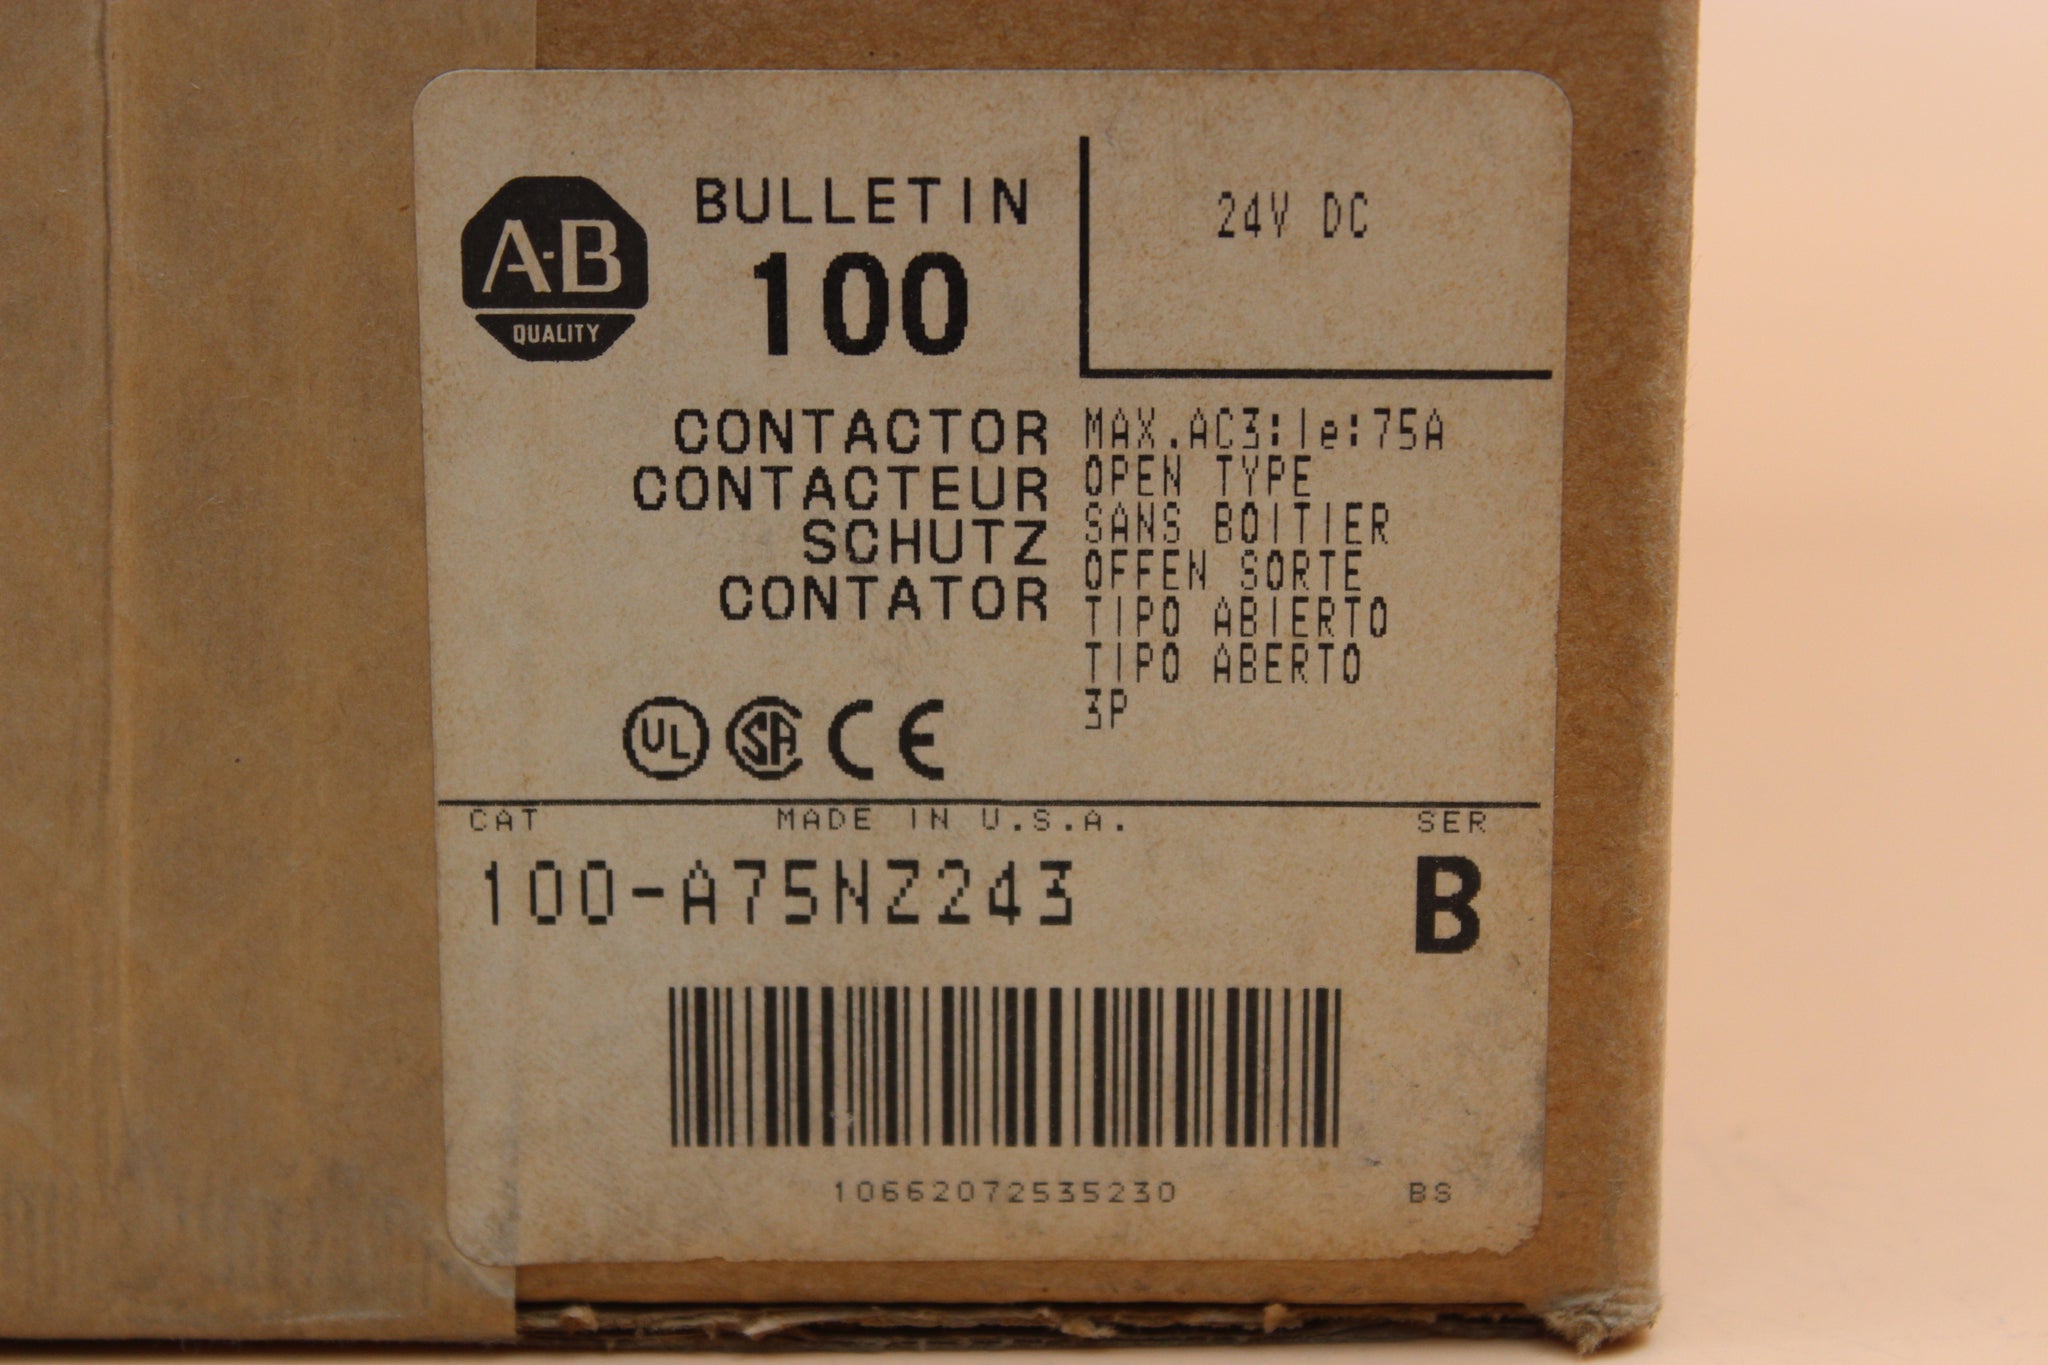 A-B
QUALITY
BULLETIN
100
24V DC
CONTACTOR
CONTACTEUR
SCHUTZ
CONTATOR
MAX.AC3:Ie:75A
OPEN TYPE
SANS BOITIER
OFFEN SORTE
TIPO ABIERTO
TIPO ABERTO
3P
UL SA CE
CAT MADE IN U.S.A. SER
100-A75NZ243 B
10662072535230 BS